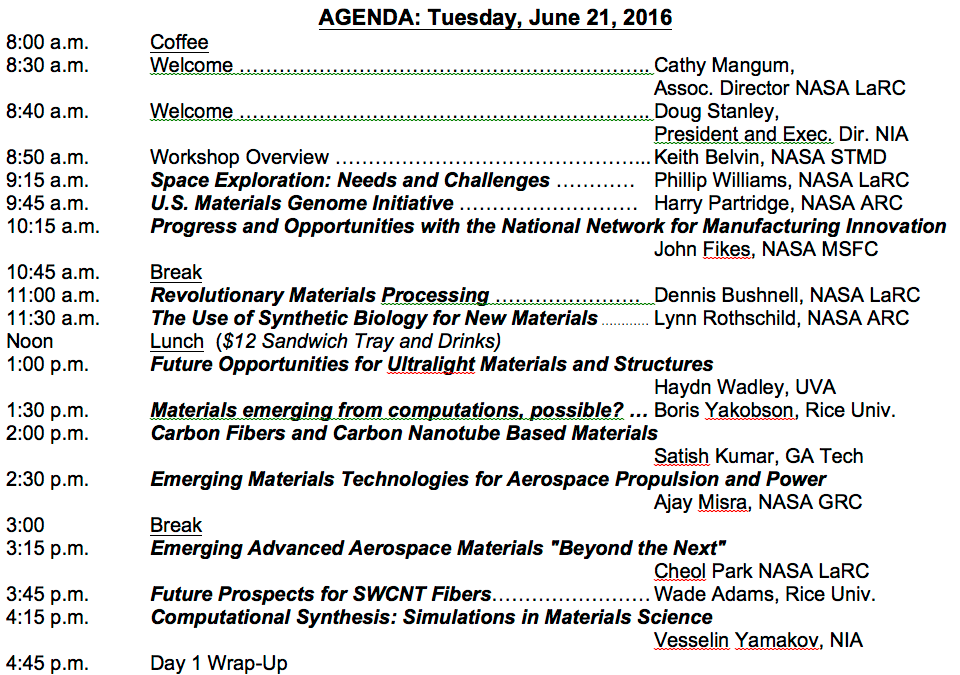 AGENDA: Tuesday, June 21, 2016
8:00 a.m. Coffee
8:30 a.m. Welcome ………………………………………………………….. Cathy Mangum,
Assoc. Director NASA LaRC
8:40 a.m. Welcome ………………………………………………………….. Doug Stanley,
President and Exec. Dir. NIA
8:50 a.m. Workshop Overview ………………………………………... Keith Belvin, NASA STMD
9:15 a.m. Space Exploration: Needs and Challenges ………… Phillip Williams, NASA LaRC
9:45 a.m. U.S. Materials Genome Initiative ……………………… Harry Partridge, NASA ARC
10:15 a.m. Progress and Opportunities with the National Network for Manufacturing Innovation
John Fikes, NASA MSFC
10:45 a.m. Break
11:00 a.m. Revolutionary Materials Processing ………………… Dennis Bushnell, NASA LaRC
11:30 a.m. The Use of Synthetic Biology for New Materials ………… Lynn Rothschild, NASA ARC
Noon Lunch ($12 Sandwich Tray and Drinks)
1:00 p.m. Future Opportunities for Ultralight Materials and Structures
Haydn Wadley, UVA
1:30 p.m. Materials emerging from computations, possible? … Boris Yakobson, Rice Univ.
2:00 p.m. Carbon Fibers and Carbon Nanotube Based Materials
Satish Kumar, GA Tech
2:30 p.m. Emerging Materials Technologies for Aerospace Propulsion and Power
Ajay Misra, NASA GRC
3:00 Break
3:15 p.m. Emerging Advanced Aerospace Materials "Beyond the Next"
Cheol Park NASA LaRC
3:45 p.m. Future Prospects for SWCNT Fibers…………………… Wade Adams, Rice Univ.
4:15 p.m. Computational Synthesis: Simulations in Materials Science
Vesselin Yamakov, NIA
4:45 p.m. Day 1 Wrap-Up